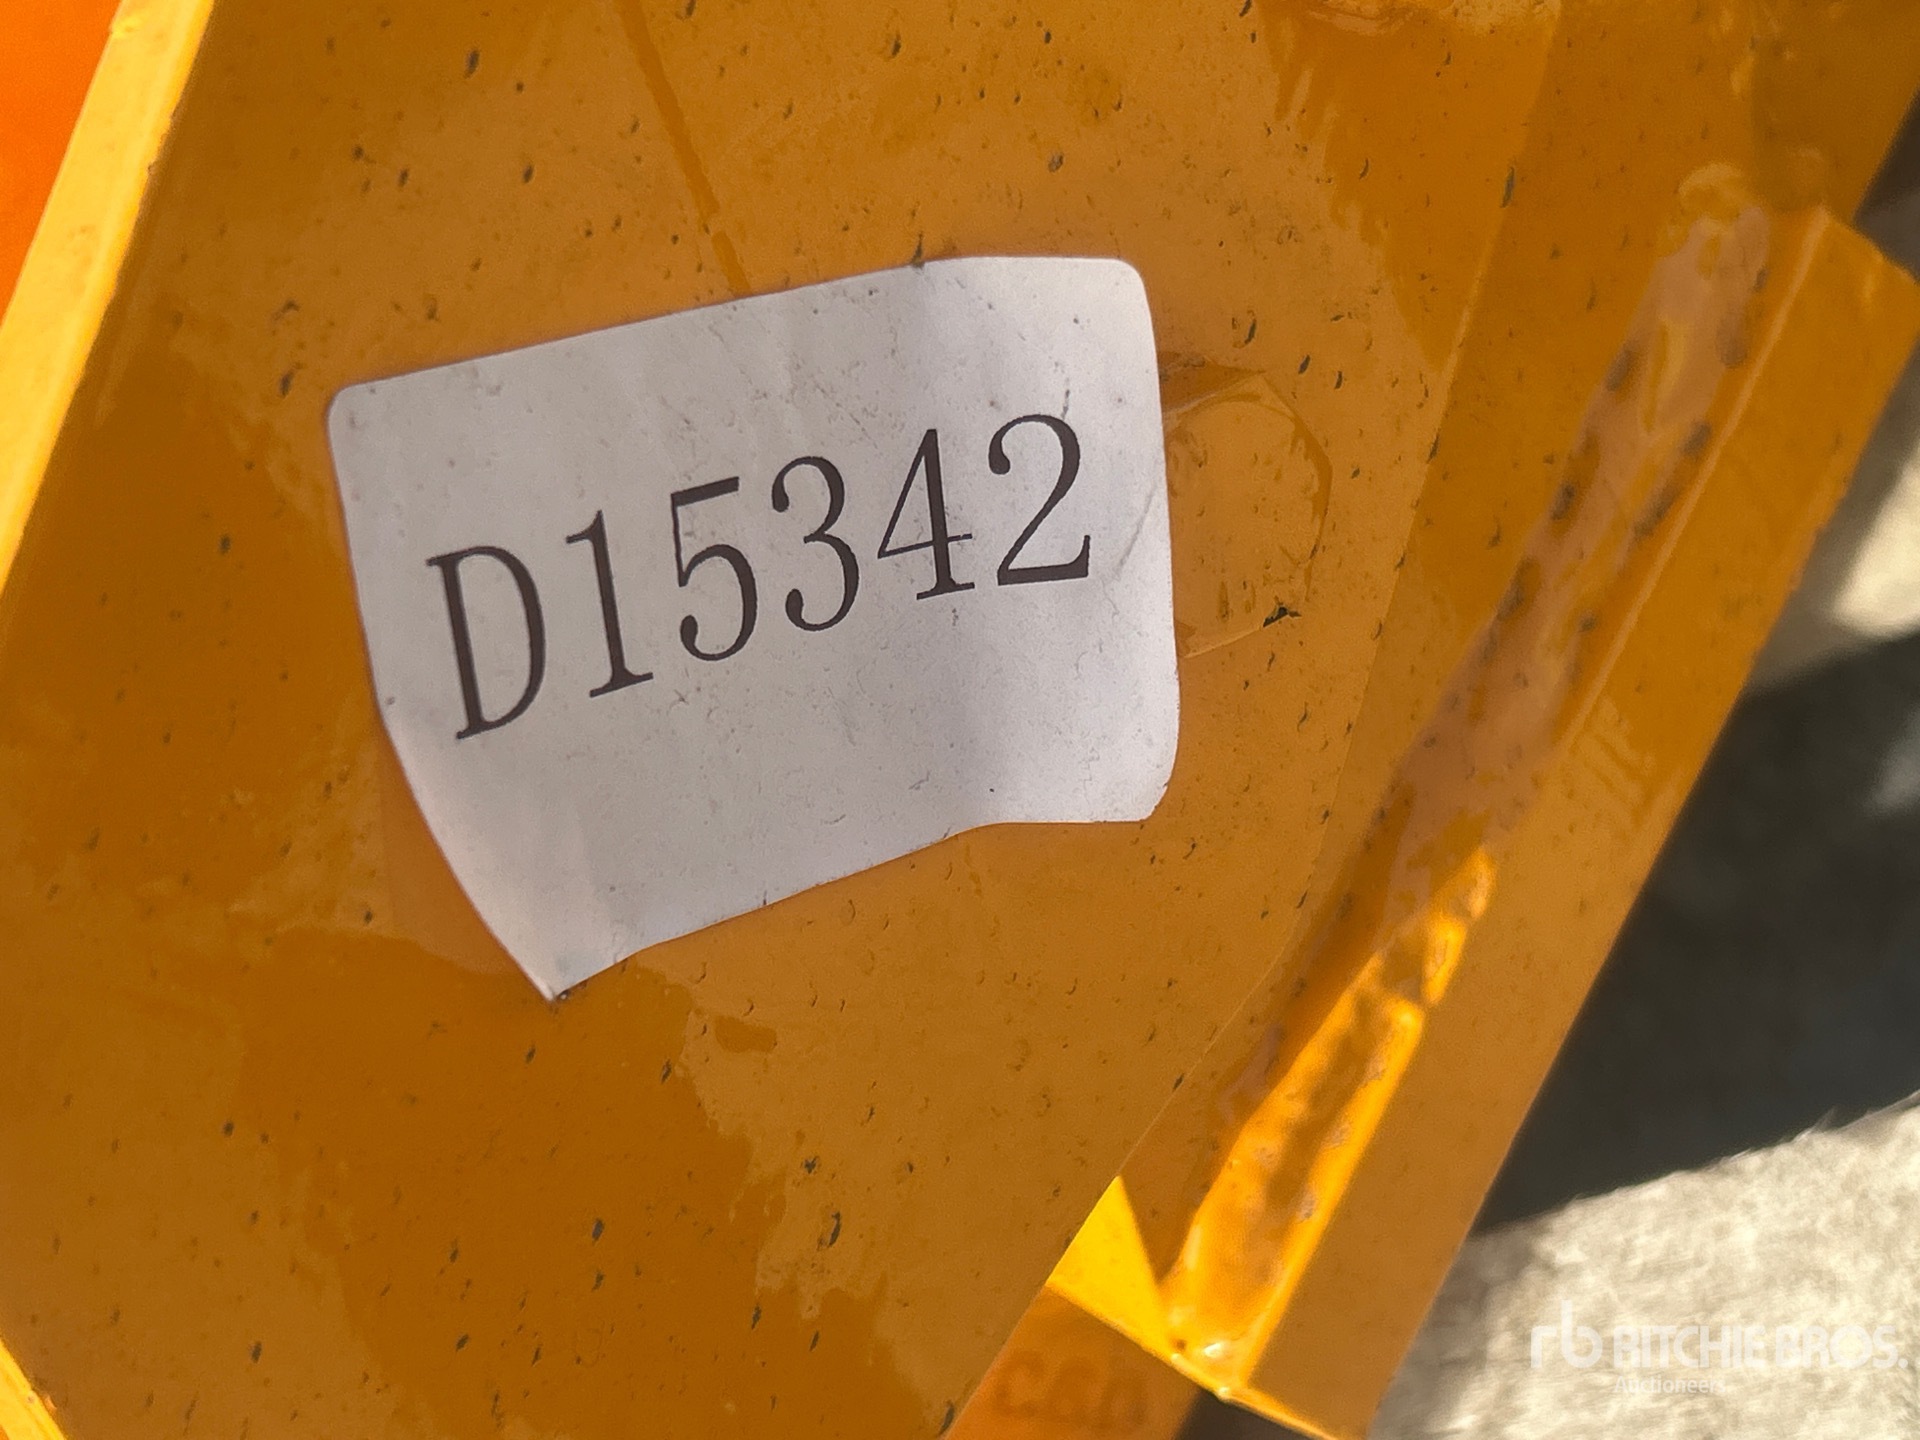 D15342
rb RITCHIE BROS.
Auctioneers